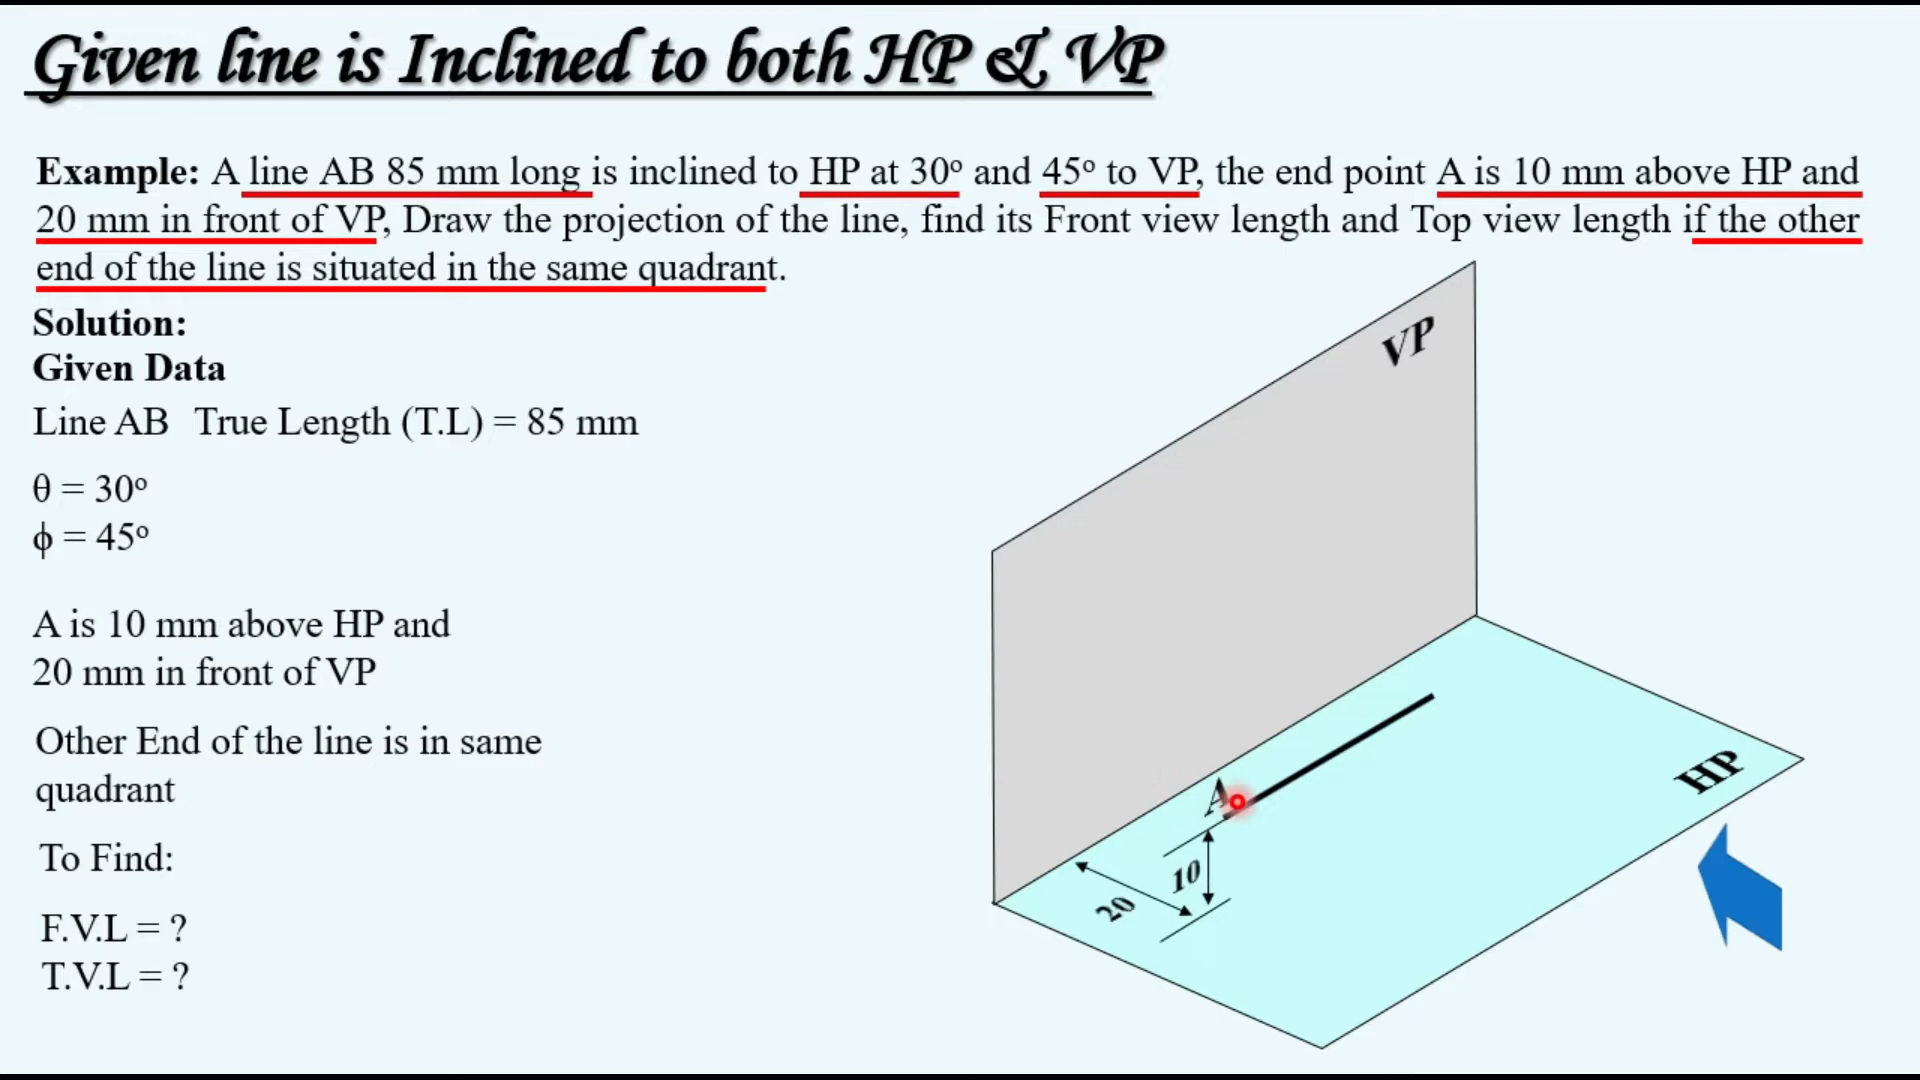 Given line is Inclined to both HP & VP
Example: A line AB 85 mm long is inclined to HP at 30º and 45º to VP, the end point A is 10 mm above HP and
20 mm in front of VP, Draw the projection of the line, find its Front view length and Top view length if the other
end of the line is situated in the same quadrant.
Solution:
Given Data
Line AB True Length (T.L) = 85 mm
θ = 30º
ϕ = 45º
A is 10 mm above HP and
20 mm in front of VP
Other End of the line is in same
quadrant
To Find:
F.V.L = ?
T.V.L = ?
VP
HP
A
10
20